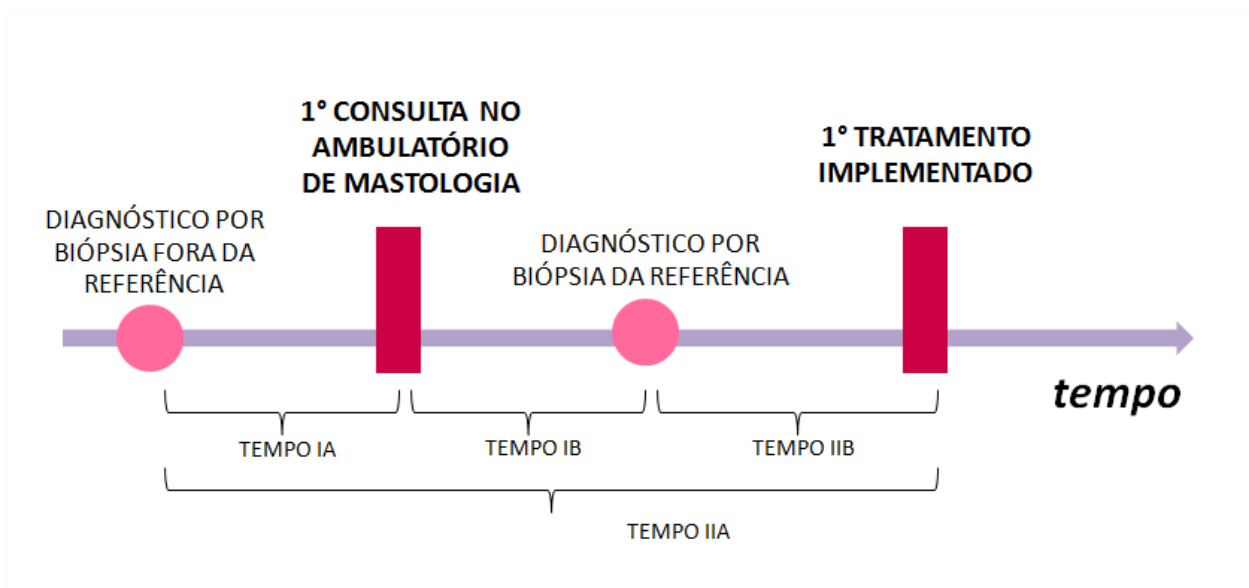 1° CONSULTA NO
AMBULATÓRIO
DE MASTOLOGIA
1° TRATAMENTO
IMPLEMENTADO
DIAGNÓSTICO POR
BIÓPSIA FORA DA
REFERÊNCIA
DIAGNÓSTICO POR
BIÓPSIA DA REFERÊNCIA
tempo
TEMPO IA
TEMPO IB
TEMPO IIB
TEMPO IIA